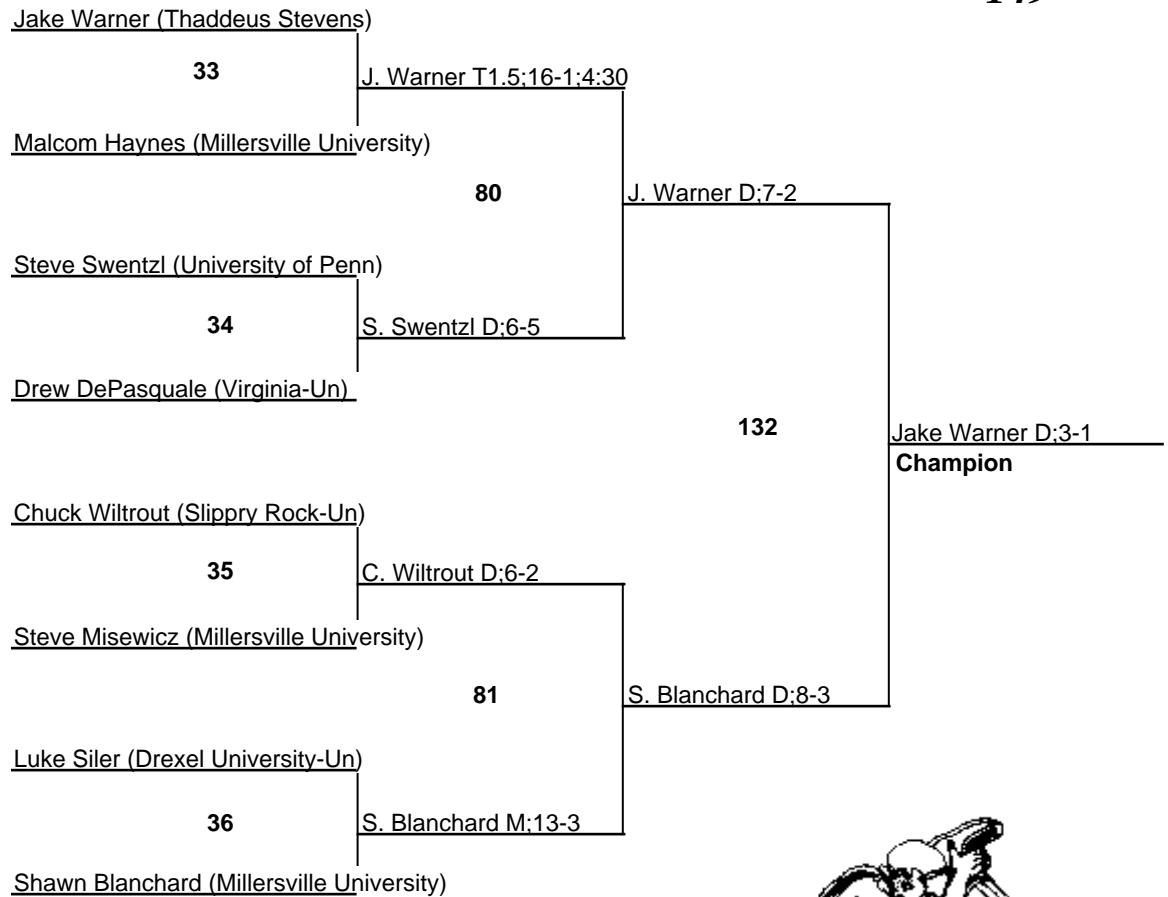 Jake Warner (Thaddeus Stevens)
33
J. Warner T1.5;16-1;4:30
Malcom Haynes (Millersville University)
80
J. Warner D;7-2
Steve Swentzl (University of Penn)
34
S. Swentzl D;6-5
Drew DePasquale (Virginia-Un)
132
Jake Warner D;3-1
Champion
Chuck Wiltrout (Slippry Rock-Un)
35
C. Wiltrout D;6-2
Steve Misewicz (Millersville University)
81
S. Blanchard D;8-3
Luke Siler (Drexel University-Un)
36
S. Blanchard M;13-3
Shawn Blanchard (Millersville University)